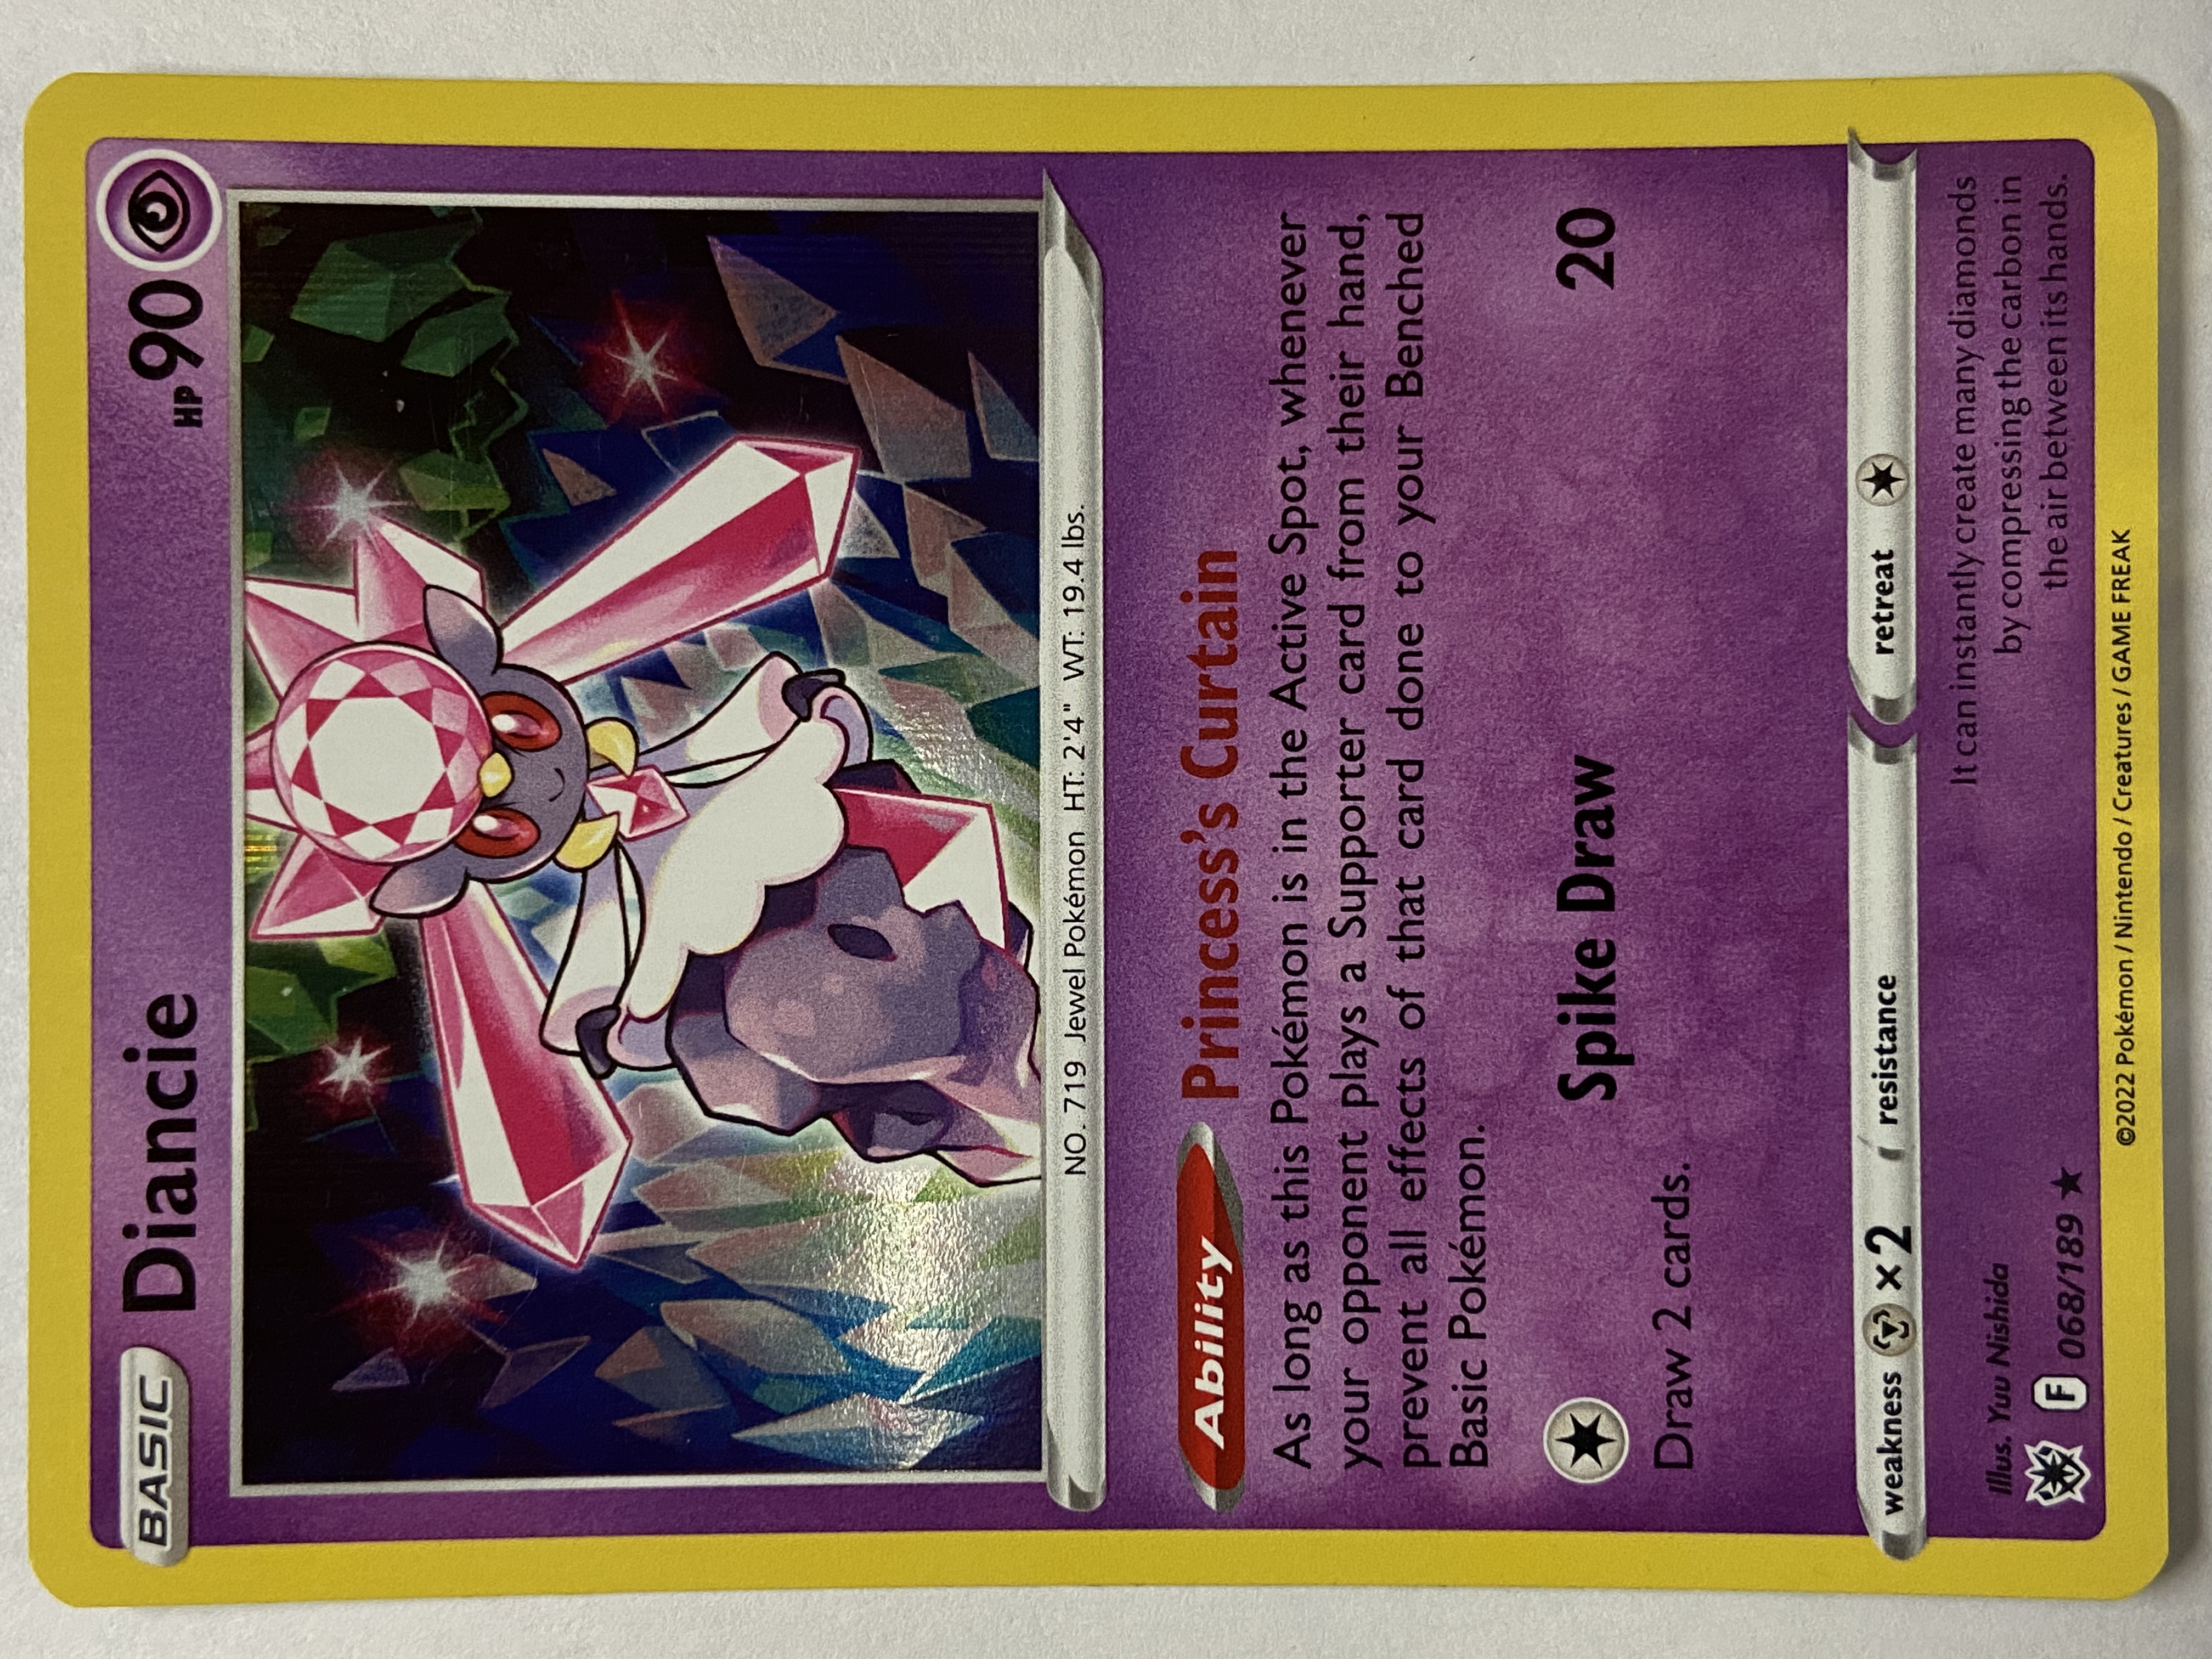 BASIC Diancie HP 90
NO. 719 Jewel Pokémon HT: 2'4" WT: 19.4 lbs.
Ability Princess’s Curtain
As long as this Pokémon is in the Active Spot, whenever
your opponent plays a Supporter card from their hand,
prevent all effects of that card done to your Benched
Basic Pokémon.
Spike Draw 20
Draw 2 cards.
weakness ×2 resistance retreat
It can instantly create many diamonds
by compressing the carbon in
the air between its hands.
Illus. Yuu Nishida
F 068/189 ★
©2022 Pokémon / Nintendo / Creatures / GAME FREAK